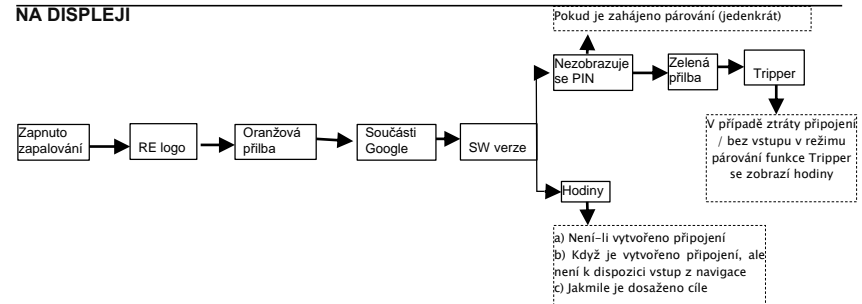 NA DISPLEJI
Pokud je zahájeno párování (jedenkrát)
Nezobrazuje
se PIN
Zelená
přilba
Tripper
Zapnuto
zapalování
RE logo
Oranžová
přilba
Součásti
Google
SW verze
V případě ztráty připojení
/ bez vstupu v režimu
párování funkce Tripper
se zobrazí hodiny
Hodiny
a) Není-li vytvořeno připojení
b) Když je vytvořeno připojení, ale
není k dispozici vstup z navigace
c) Jakmile je dosaženo cíle